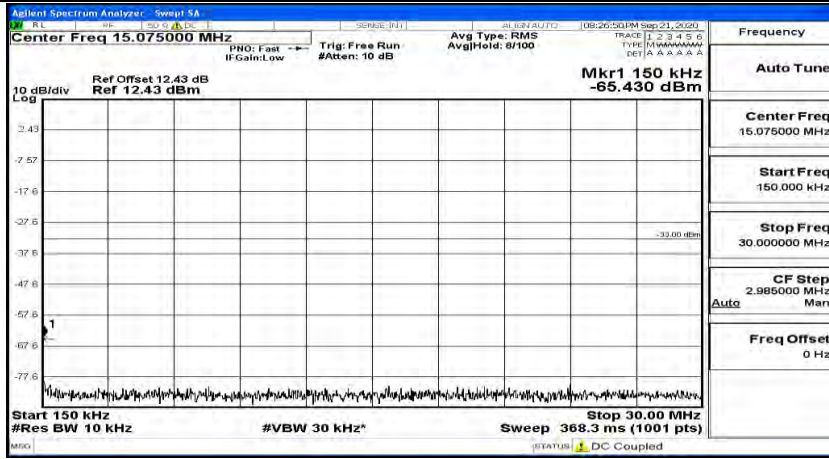 Agilent Spectrum Analyzer - Swept SA
RL RF 50 Ω DC SENSE:INT ALIGN AUTO 08:26:50 PM Sep 21, 2020
Center Freq 15.075000 MHz
PNO: Fast
IFGain:Low
Trig: Free Run
#Atten: 10 dB
Avg Type: RMS
Avg|Hold: 8/100
TRACE 1 2 3 4 5 6
TYPE MWWWWW
DET A A A A A A
Frequency
Auto Tune
Center Freq
15.075000 MHz
Start Freq
150.000 kHz
Stop Freq
30.000000 MHz
CF Step
2.985000 MHz
Auto Man
Freq Offset
0 Hz
Ref Offset 12.43 dB
10 dB/div Ref 12.43 dBm
Log
Mkr1 150 kHz
-65.430 dBm
2.43
-7.57
-17.6
-27.6
-33.00 dBm
-37.6
-47.6
-57.6
1
-67.6
-77.6
Start 150 kHz Stop 30.00 MHz
#Res BW 10 kHz #VBW 30 kHz* Sweep 368.3 ms (1001 pts)
MSG STATUS DC Coupled